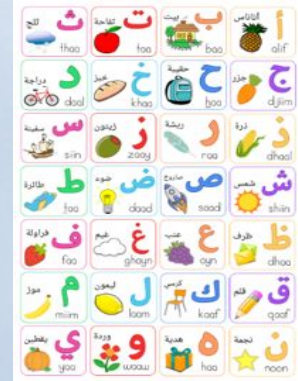 أناناس أ بيت ب تفاحة ت ثلج ث
alif baa taa thaa
جزر ج حقيبة ح خبز خ دراجة د
djiim haa khaa daal
ذرة ذ ريشة ر زيتون ز سفينة س
dhaal raa zaay siin
شمس ش صاروخ ص ضوء ض طائرة ط
shiin saad daad taa
ظرف ظ عنب ع غيم غ فراولة ف
dhaa ayn ghayn faa
قلم ق كرسي ك ليمون ل موز م
qaaf kaaf laam miim
نجمة ن هدية ه وردة و يقطين ي
noon haa waaw yaa